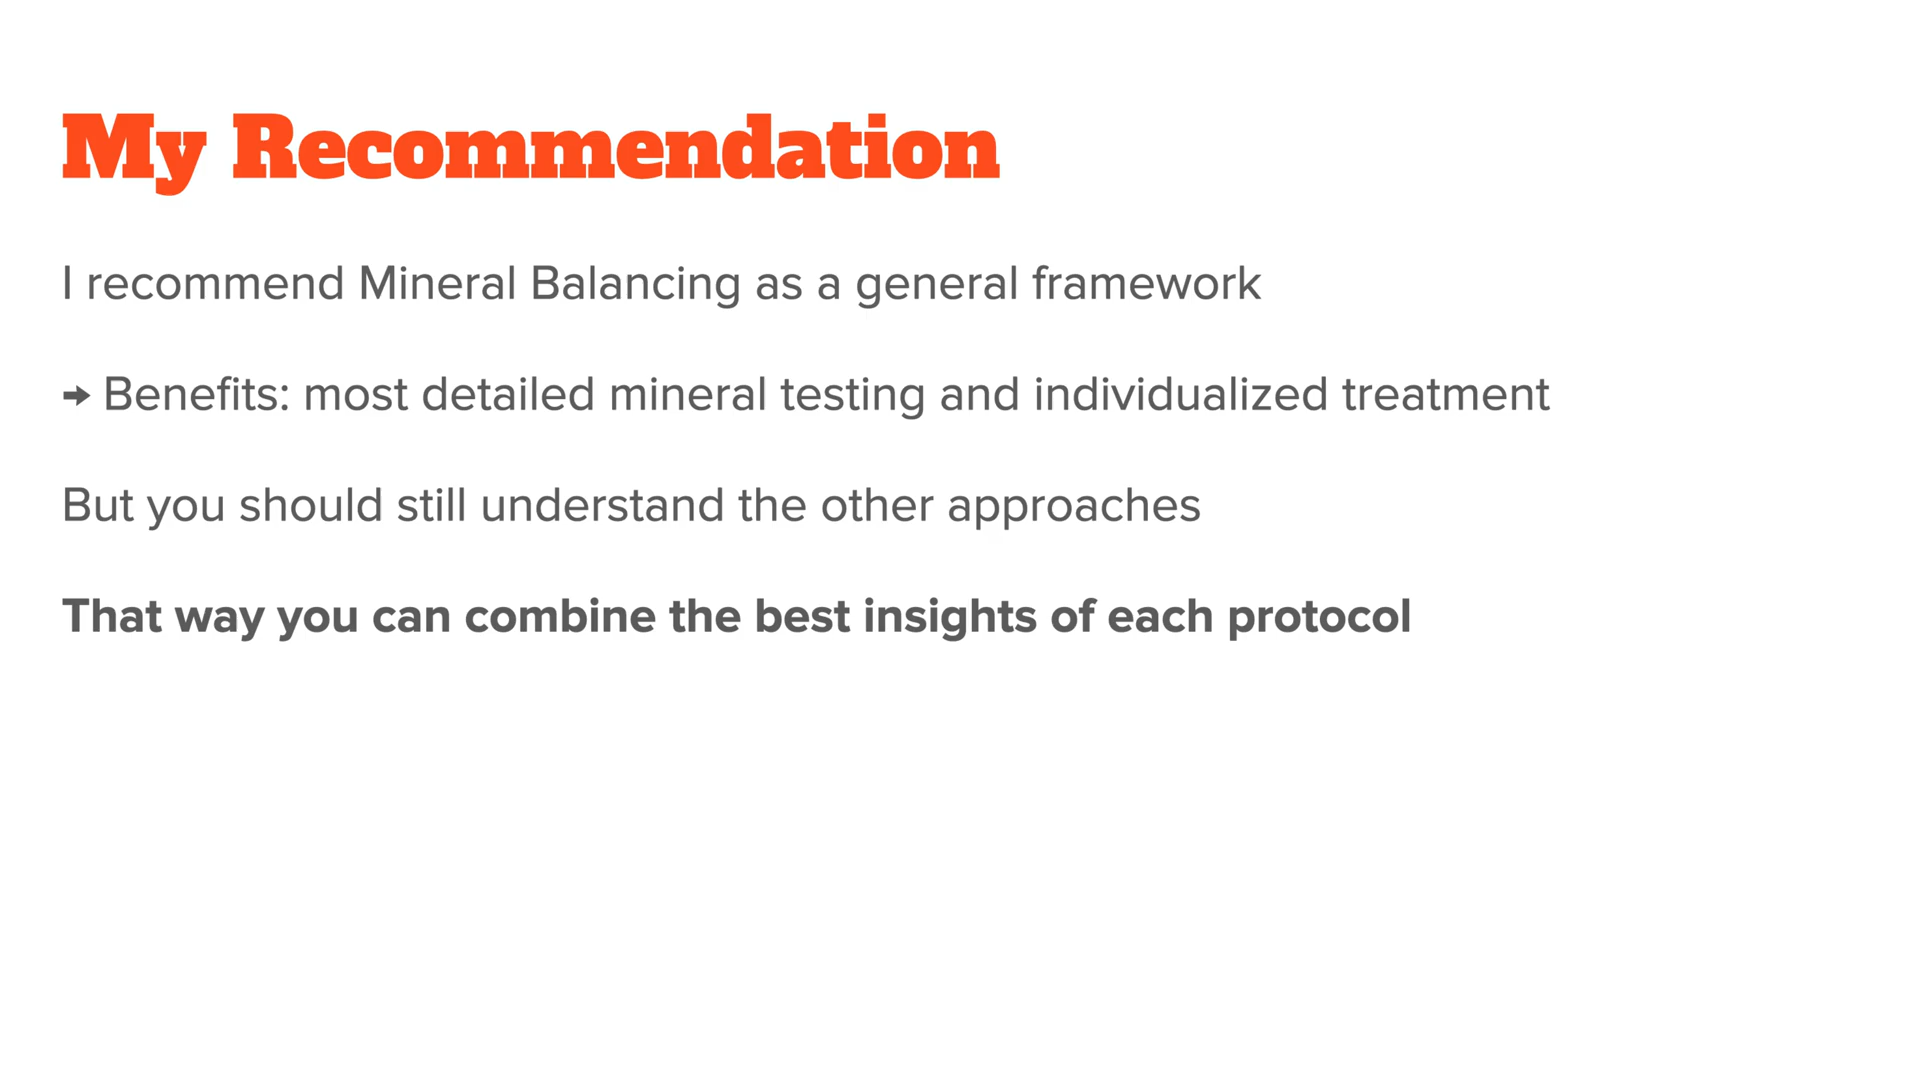 My Recommendation
I recommend Mineral Balancing as a general framework
➜ Benefits: most detailed mineral testing and individualized treatment
But you should still understand the other approaches
That way you can combine the best insights of each protocol